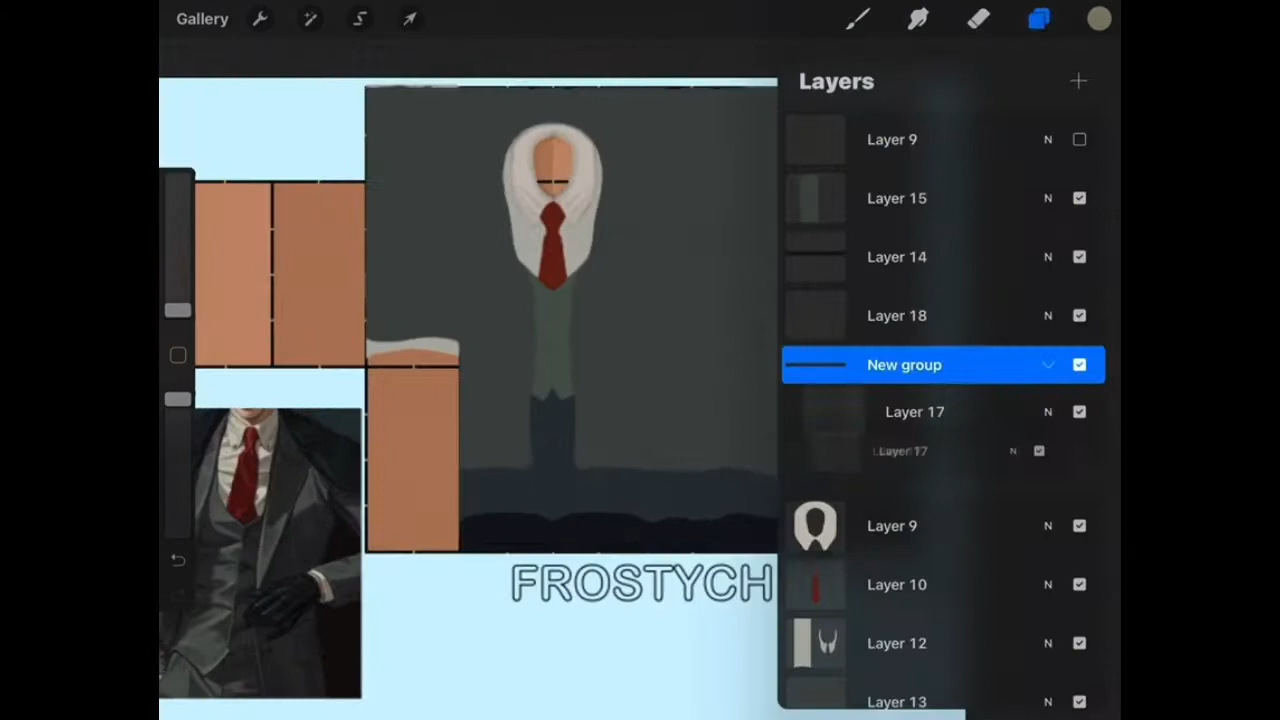 Gallery
Layers
Layer 9 N
Layer 15 N
Layer 14 N
Layer 18 N
New group
Layer 17 N
Layer 17 N
Layer 9 N
Layer 10 N
Layer 12 N
Layer 13 N
FROSTYCH